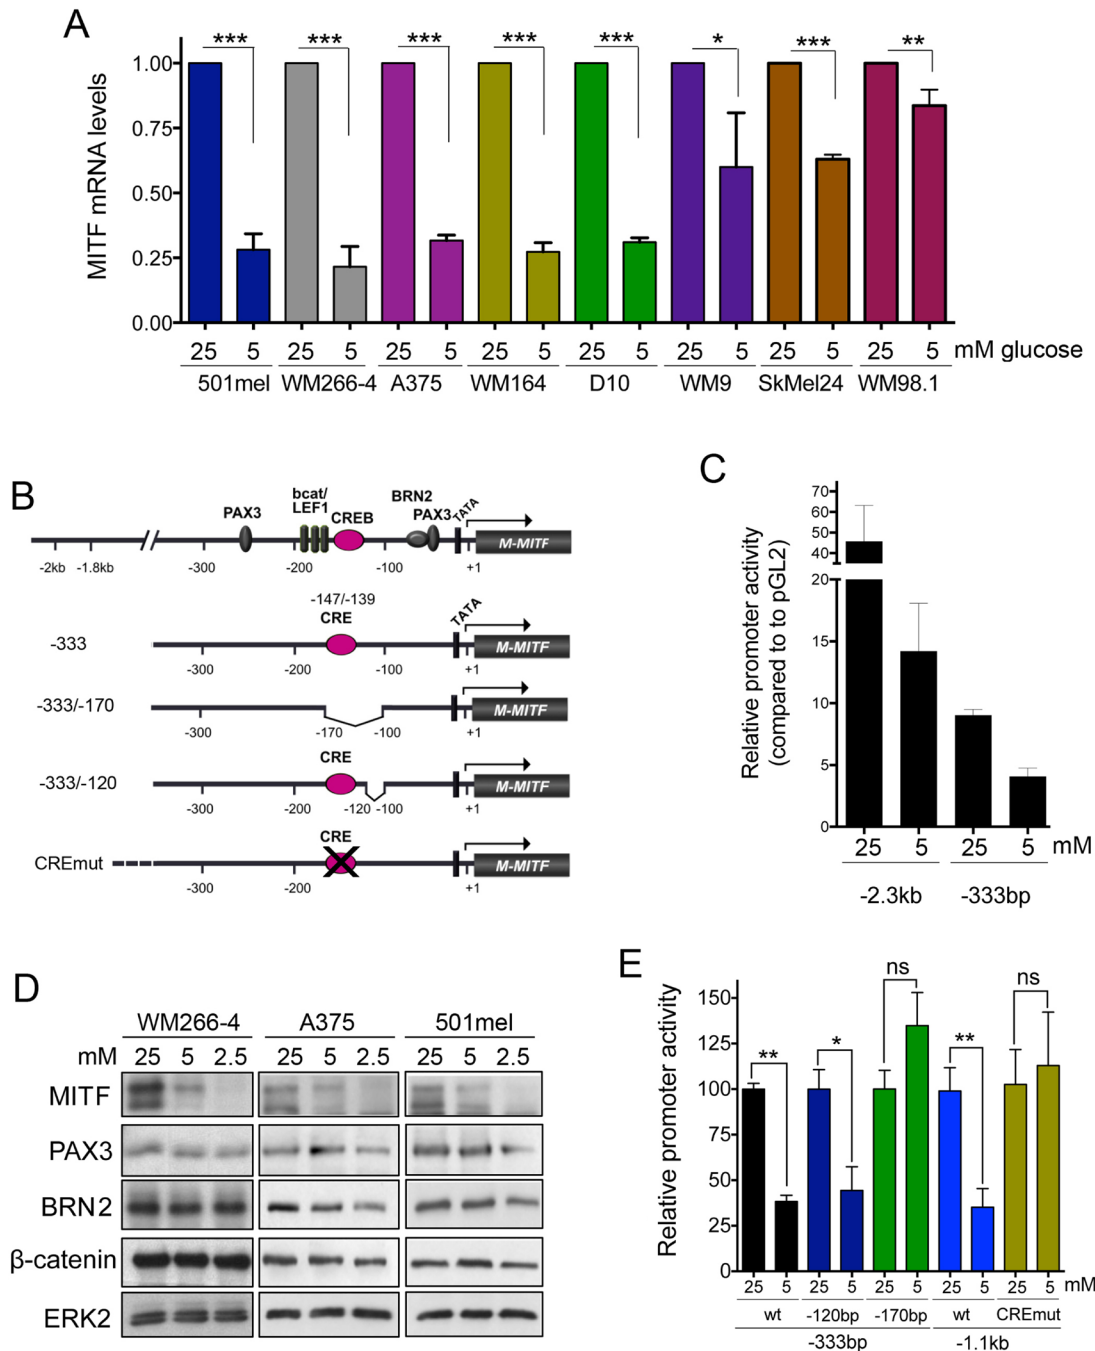 A
MITF mRNA levels
1.00
0.75
0.50
0.25
0.00
*** *** *** *** *** * *** **
25 5 25 5 25 5 25 5 25 5 25 5 25 5 25 5 mM glucose
501mel WM266-4 A375 WM164 D10 WM9 SkMel24 WM98.1
B
PAX3 bcat/LEF1 CREB BRN2 PAX3 TATA
M-MITF
-2kb -1.8kb -300 -200 -100 +1
-147/-139
-333 CRE TATA M-MITF
-300 -200 -100 +1
-333/-170 M-MITF
-300 -170 -100 +1
CRE
-333/-120 M-MITF
-300 -200 -120 -100 +1
CRE
CREmut M-MITF
-300 -200 +1
C
Relative promoter activity
(compared to to pGL2)
70
60
50
40
20
15
10
5
0
25 5 25 5 mM
-2.3kb -333bp
D
WM266-4 A375 501mel
mM 25 5 2.5 25 5 2.5 25 5 2.5
MITF
PAX3
BRN2
β-catenin
ERK2
E
Relative promoter activity
150
125
100
75
50
25
0
** * ns ** ns
25 5 25 5 25 5 25 5 25 5 mM
wt -120bp -170bp wt CREmut
-333bp -1.1kb